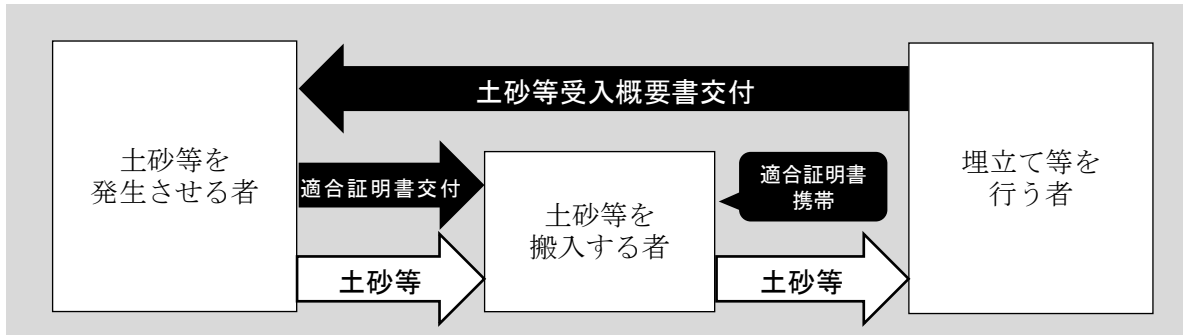 土砂等受入概要書交付
土砂等を
発生させる者
適合証明書交付
土砂等を
搬入する者
適合証明書
携帯
埋立て等を
行う者
土砂等
土砂等